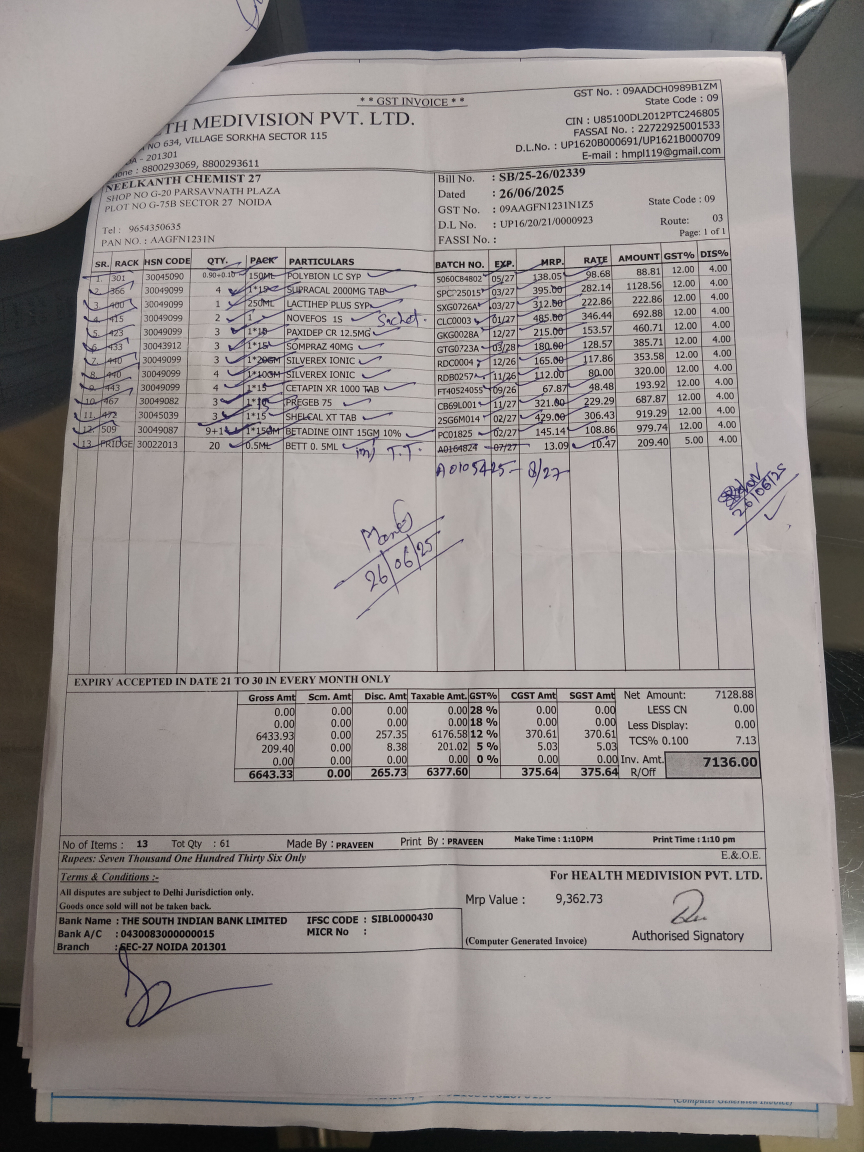 ** GST INVOICE **
GST No. : 09AADCH0989B1ZM
State Code : 09
TH MEDIVISION PVT. LTD.
CIN : U85100DL2012PTC246805
NO 634, VILLAGE SORKHA SECTOR 115
FASSAI No. : 22722925001533
DA - 201301
D.L.No. : UP1620B000691/UP1621B000709
hone : 8800293069, 8800293611
E-mail : hmpl119@gmail.com
NEELKANTH CHEMIST 27
SHOP NO G-20 PARSAVNATH PLAZA
PLOT NO G-75B SECTOR 27 NOIDA
Tel : 9654350635
PAN NO. : AAGFN1231N
Bill No. : SB/25-26/02339
Dated : 26/06/2025
GST No. : 09AAGFN1231N1Z5 State Code : 09
D.L No. : UP16/20/21/0000923 Route: 03
FASSI No. : Page: 1 of 1
SR. RACK HSN CODE QTY. PACK PARTICULARS BATCH NO. EXP. MRP. RATE AMOUNT GST% DIS%
1. 301 30045090 0.90+0.10 150ML POLYBION LC SYP 5060C84802 05/27 138.05 98.68 88.81 12.00 4.00
2. 366 30049099 4 1*15 SUPRACAL 2000MG TAB 25015 03/27 395.00 282.14 1128.56 12.00 4.00
3. 400 30049099 1 250ML LACTIHEP PLUS SYP SXG0726A 03/27 312.00 222.86 222.86 12.00 4.00
4. 415 30049099 2 1 NOVEFOS 1S Sachet. CLC0003 01/27 485.00 346.44 692.88 12.00 4.00
5. 423 30049099 3 1*15 PAXIDEP CR 12.5MG GKG0028A 12/27 215.00 153.57 460.71 12.00 4.00
6. 433 30043912 3 1*15 SOMPRAZ 40MG GTG0723A 03/28 180.00 128.57 385.71 12.00 4.00
7. 440 30049099 3 1*200GM SILVEREX IONIC RDC0004 12/26 165.00 117.86 353.58 12.00 4.00
8. 440 30049099 4 1*100M SILVEREX IONIC RDB0257A 11/26 112.00 80.00 320.00 12.00 4.00
9. 443 30049099 4 1*15 CETAPIN XR 1000 TAB FT40524055 09/26 67.87 48.48 193.92 12.00 4.00
10. 467 30049082 3 1*10 PREGEB 75 CB69L001 11/27 321.00 229.29 687.87 12.00 4.00
11. 472 30045039 3 1*15 SHELCAL XT TAB 2SG6M014 02/27 429.00 306.43 919.29 12.00 4.00
12. 509 30049087 9+1 1*15GM BETADINE OINT 15GM 10% PC01825 02/27 145.14 108.86 979.74 12.00 4.00
13. FRIDGE 30022013 20 0.5ML BETT 0. 5ML inj T.T. A0164824 07/27 13.09 10.47 209.40 5.00 4.00
A0105425- 8/27
26/06/25
26/06/25
EXPIRY ACCEPTED IN DATE 21 TO 30 IN EVERY MONTH ONLY
Gross Amt Scm. Amt Disc. Amt Taxable Amt. GST% CGST Amt SGST Amt
0.00 0.00 0.00 0.00 28 % 0.00 0.00
0.00 0.00 0.00 0.00 18 % 0.00 0.00
6433.93 0.00 257.35 6176.58 12 % 370.61 370.61
209.40 0.00 8.38 201.02 5 % 5.03 5.03
0.00 0.00 0.00 0.00 0 % 0.00 0.00
6643.33 0.00 265.73 6377.60 375.64 375.64
Net Amount: 7128.88
LESS CN 0.00
Less Display: 0.00
TCS% 0.100 7.13
Inv. Amt. 7136.00
R/Off
No of Items : 13 Tot Qty : 61 Made By : PRAVEEN Print By : PRAVEEN Make Time : 1:10PM Print Time : 1:10 pm
Rupees: Seven Thousand One Hundred Thirty Six Only E.&.O.E.
Terms & Conditions :-
All disputes are subject to Delhi Jurisdiction only.
Goods once sold will not be taken back.
Bank Name : THE SOUTH INDIAN BANK LIMITED IFSC CODE : SIBL0000430
Bank A/C : 0430083000000015 MICR No :
Branch : SEC-27 NOIDA 201301
For HEALTH MEDIVISION PVT. LTD.
Mrp Value : 9,362.73
(Computer Generated Invoice) Authorised Signatory
(Computer Generated Invoice)